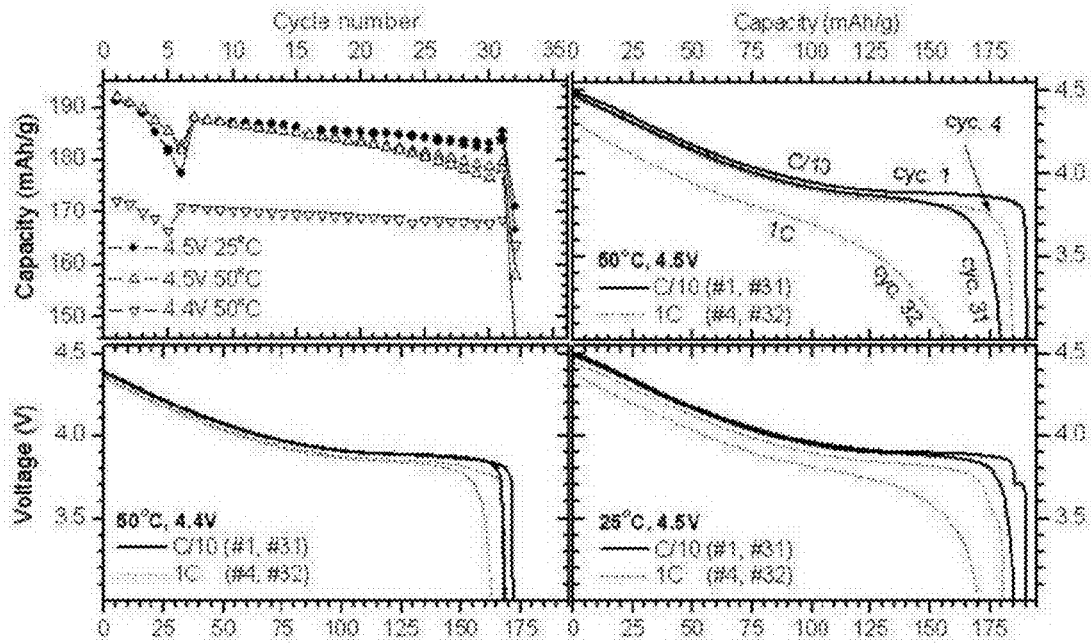 Cycle number
Capacity (mAh/g)
0 5 10 15 20 25 30 35
0 25 50 75 100 125 150 175
Capacity (mAh/g)
190
180
170
160
150
4.5V 25°C
4.5V 50°C
4.4V 50°C
4.5
4.0
3.5
cyc. 4
C/10
cyc. 1
1C
cyc. 32
cyc. 31
50°C, 4.5V
C/10 (#1, #31)
1C (#4, #32)
Voltage (V)
4.5
4.0
3.5
50°C, 4.4V
C/10 (#1, #31)
1C (#4, #32)
4.5
4.0
3.5
25°C, 4.5V
C/10 (#1, #31)
1C (#4, #32)
0 25 50 75 100 125 150 175
0 25 50 75 100 125 150 175